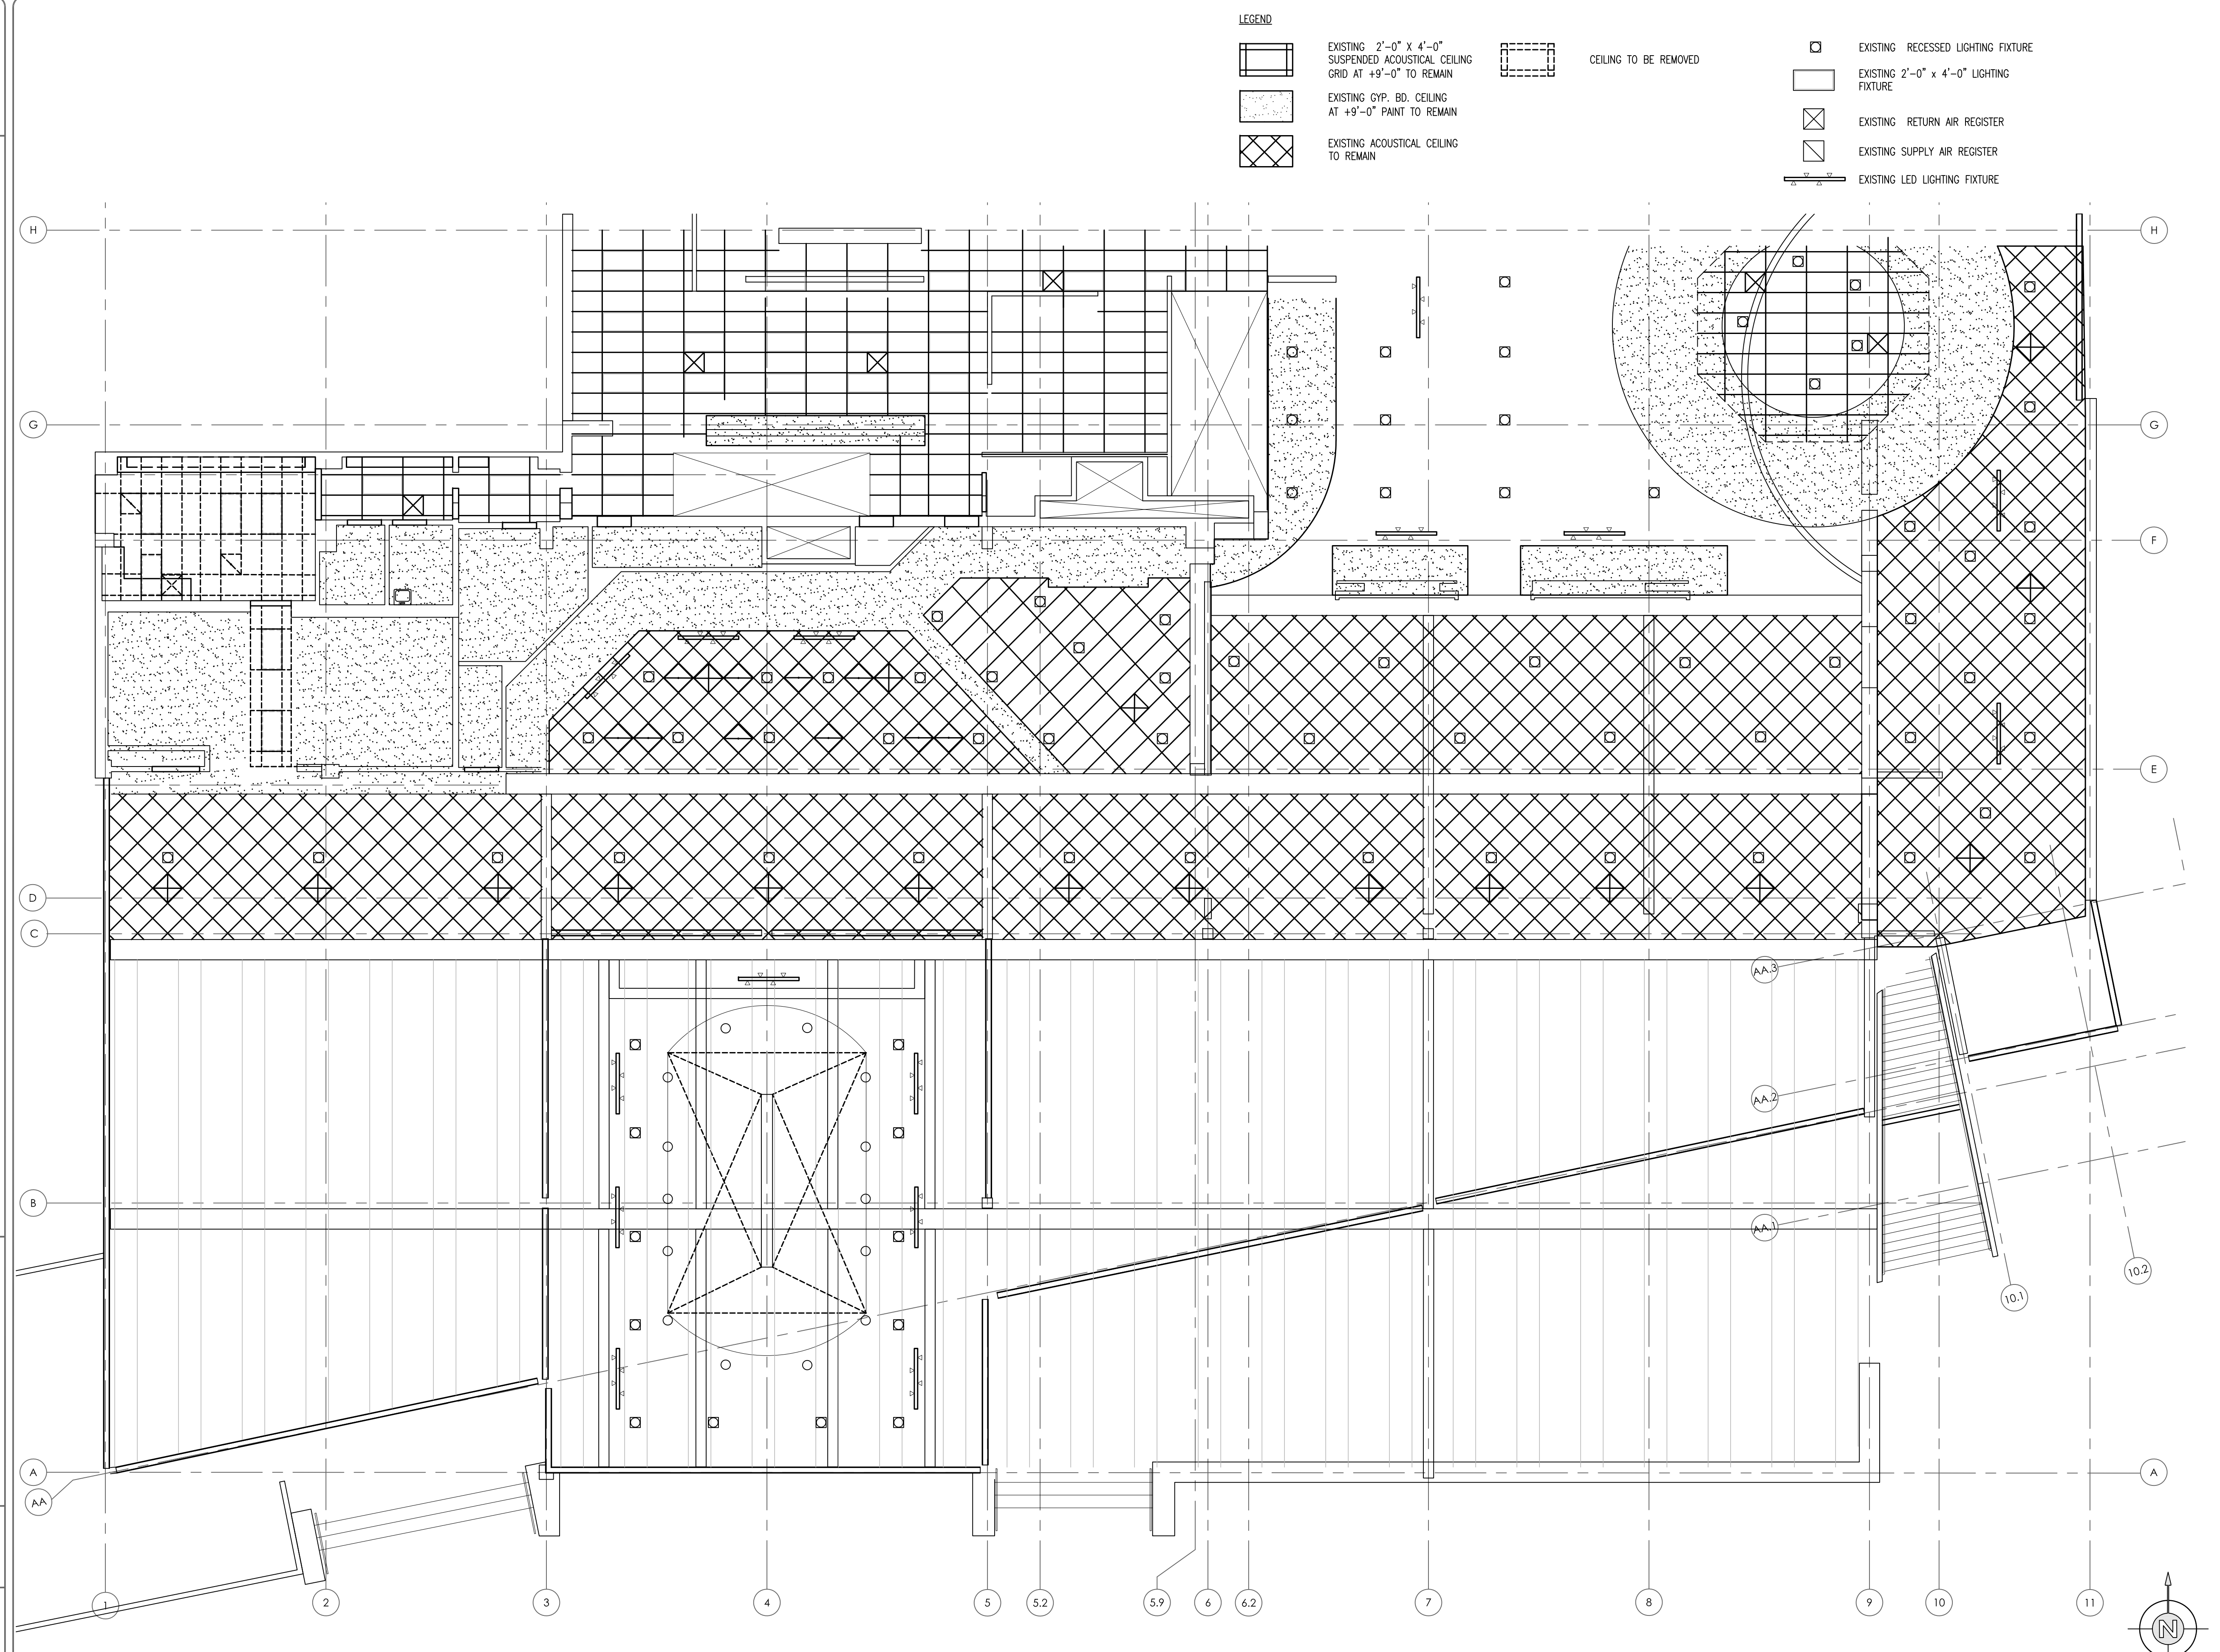 LEGEND
EXISTING 2'-0" X 4'-0"
SUSPENDED ACOUSTICAL CEILING
GRID AT +9'-0" TO REMAIN
EXISTING GYP. BD. CEILING
AT +9'-0" PAINT TO REMAIN
EXISTING ACOUSTICAL CEILING
TO REMAIN
CEILING TO BE REMOVED
EXISTING RECESSED LIGHTING FIXTURE
EXISTING 2'-0" x 4'-0" LIGHTING
FIXTURE
EXISTING RETURN AIR REGISTER
EXISTING SUPPLY AIR REGISTER
EXISTING LED LIGHTING FIXTURE
H
H
G
G
F
E
D
C
AA.3
AA.2
B
AA.1
10.2
10.1
A
A
AA
1
2
3
4
5
5.2
5.9
6
6.2
7
8
9
10
11
N